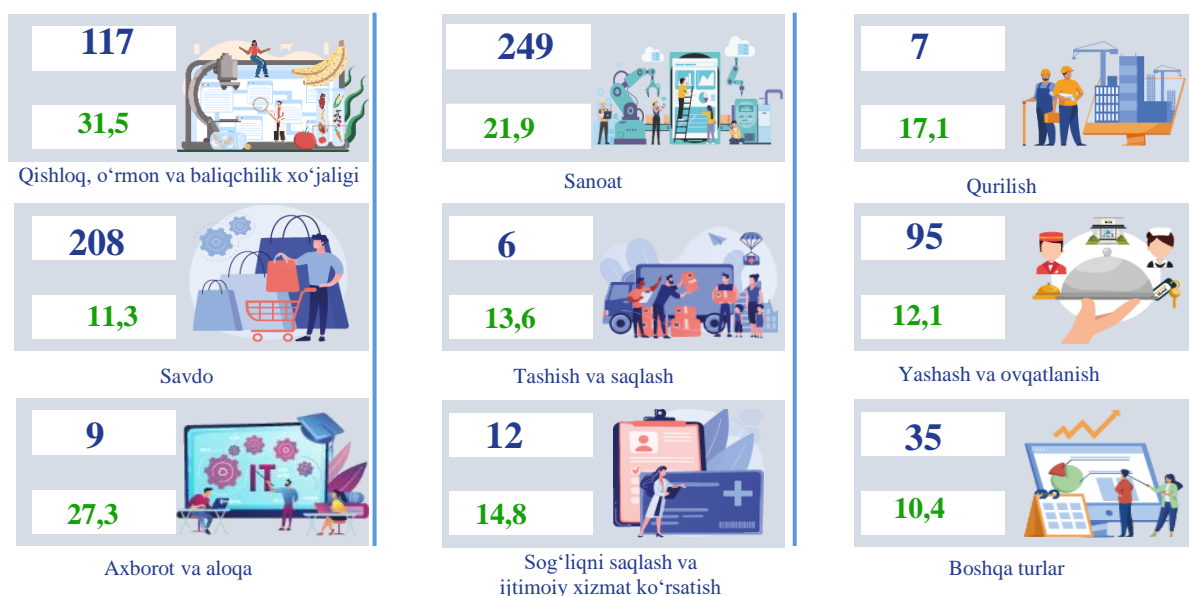 117
31,5
Qishloq, o‘rmon va baliqchilik xo‘jaligi
249
21,9
Sanoat
7
17,1
Qurilish
208
11,3
Savdo
6
13,6
Tashish va saqlash
95
12,1
Yashash va ovqatlanish
9
27,3
IT
Axborot va aloqa
12
14,8
Sog‘liqni saqlash va
ijtimoiy xizmat ko‘rsatish
35
10,4
Boshqa turlar